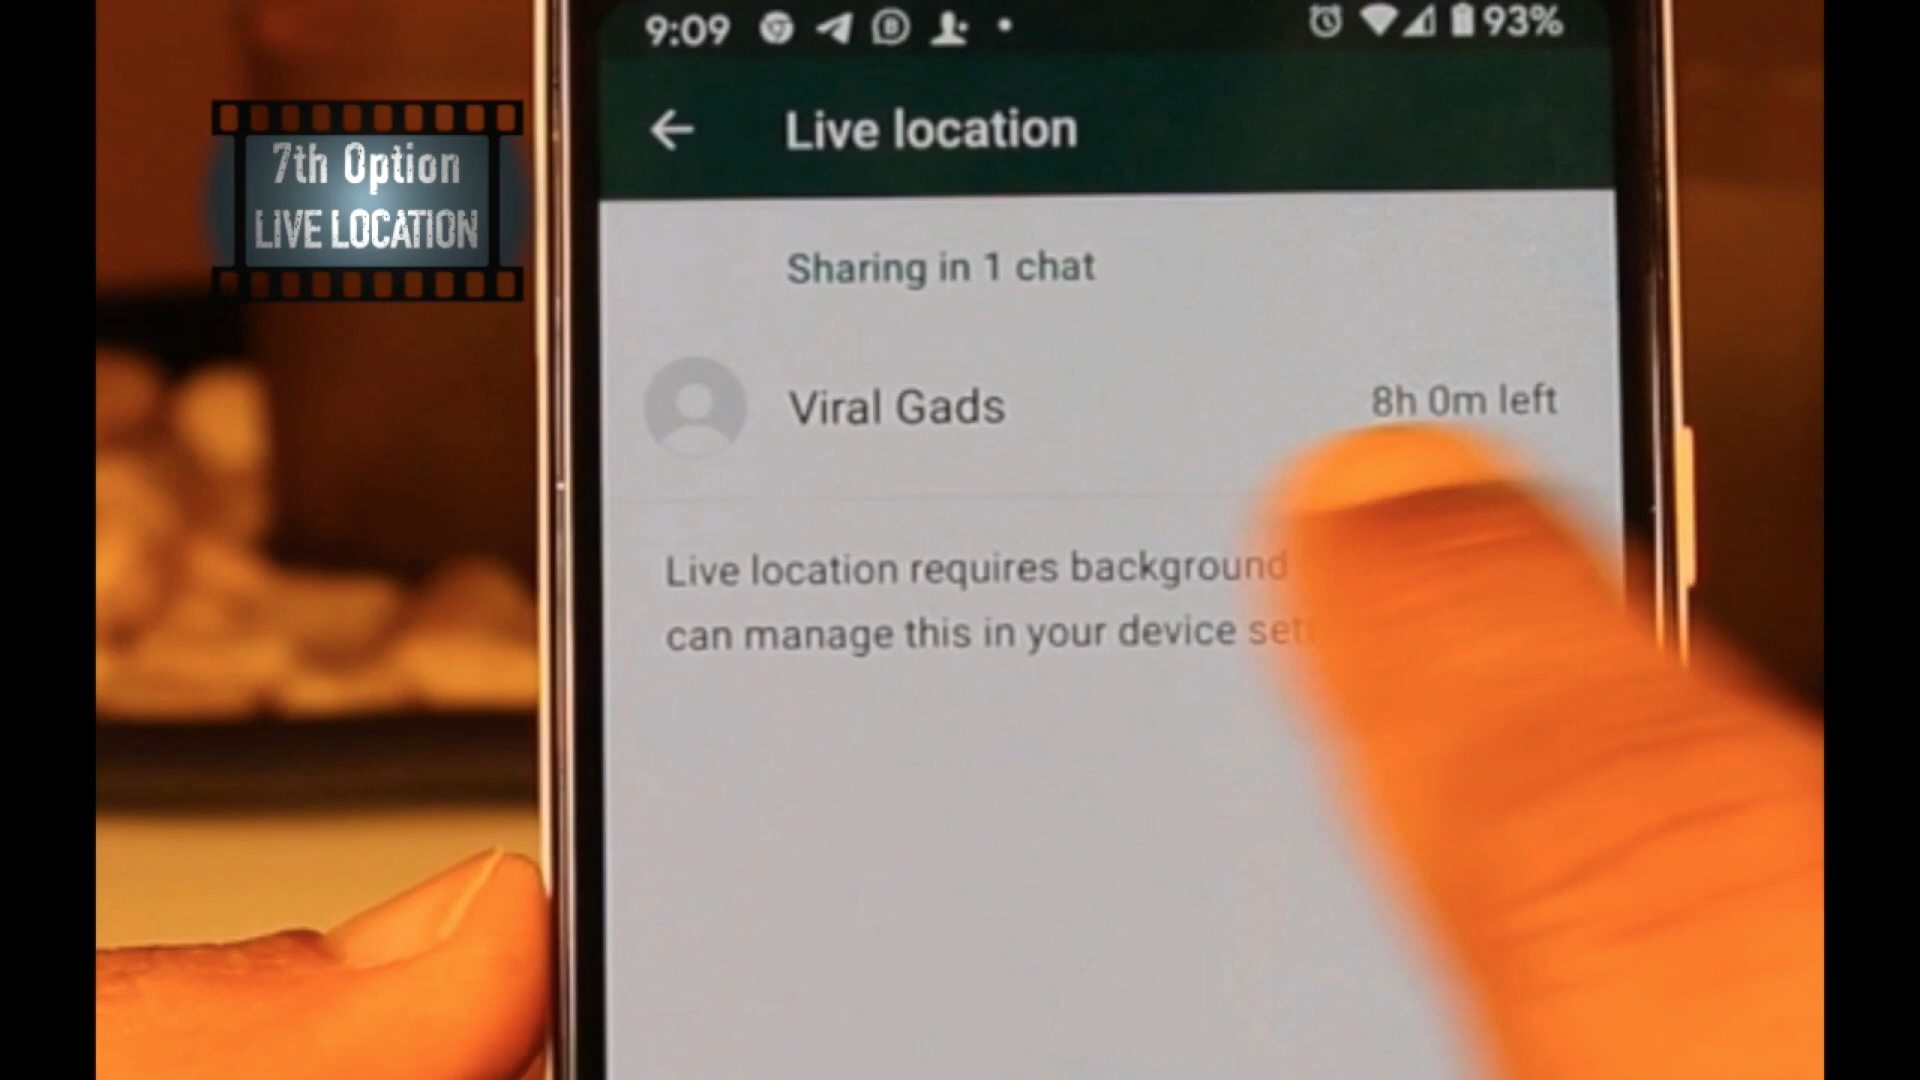 9:09 93%
Live location
7th Option
LIVE LOCATION
Sharing in 1 chat
Viral Gads 8h 0m left
Live location requires background
can manage this in your device